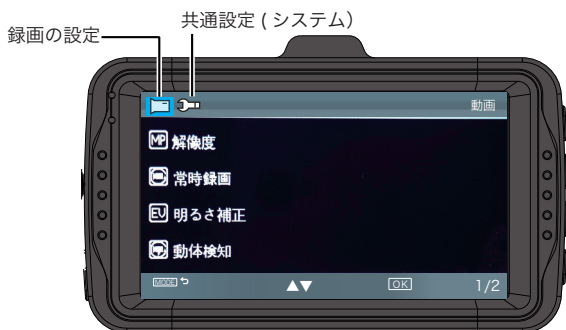 共通設定 ( システム）
録画の設定
動画
MP 解像度
常時録画
EV 明るさ補正
動体検知
MODE OK 1/2